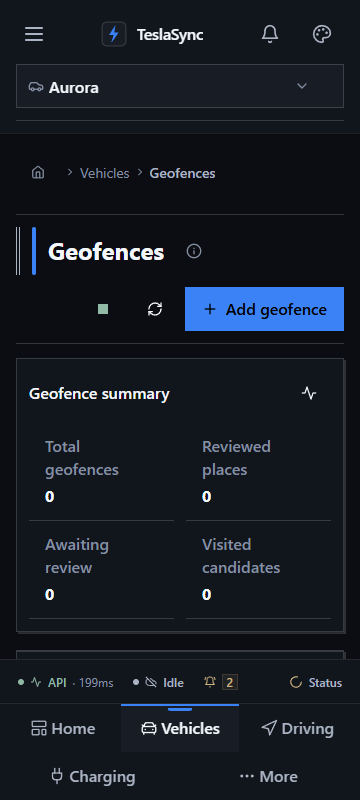 TeslaSync
Aurora
Vehicles
Geofences
Geofences
Add geofence
Geofence summary
Total geofences
0
Reviewed places
0
Awaiting review
0
Visited candidates
0
API · 199ms
Idle
2
Status
Home
Vehicles
Driving
Charging
More